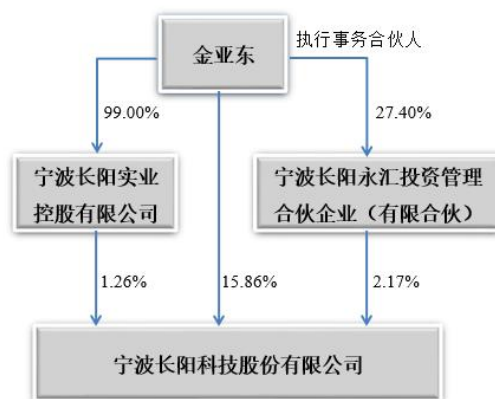 执行事务合伙人
金亚东
99.00%
27.40%
宁波长阳实业
控股有限公司
宁波长阳永汇投资管理
合伙企业（有限合伙）
1.26%
15.86%
2.17%
宁波长阳科技股份有限公司